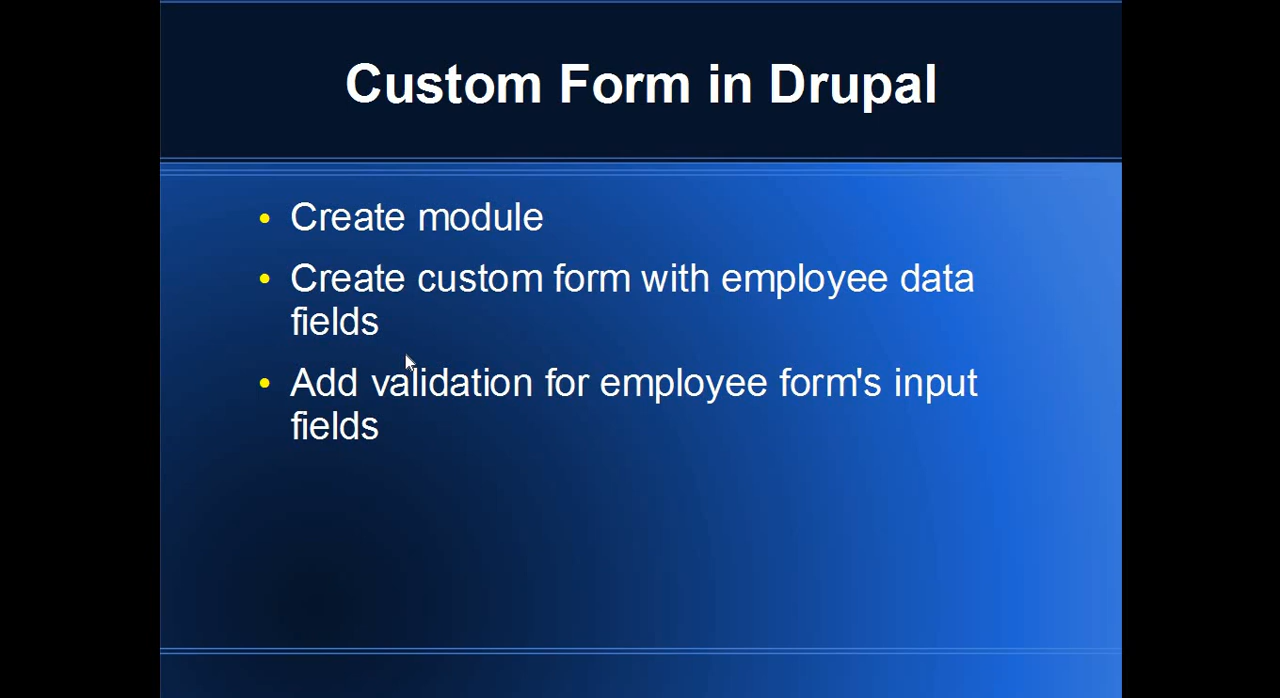 Custom Form in Drupal
• Create module
• Create custom form with employee data
fields
• Add validation for employee form's input
fields